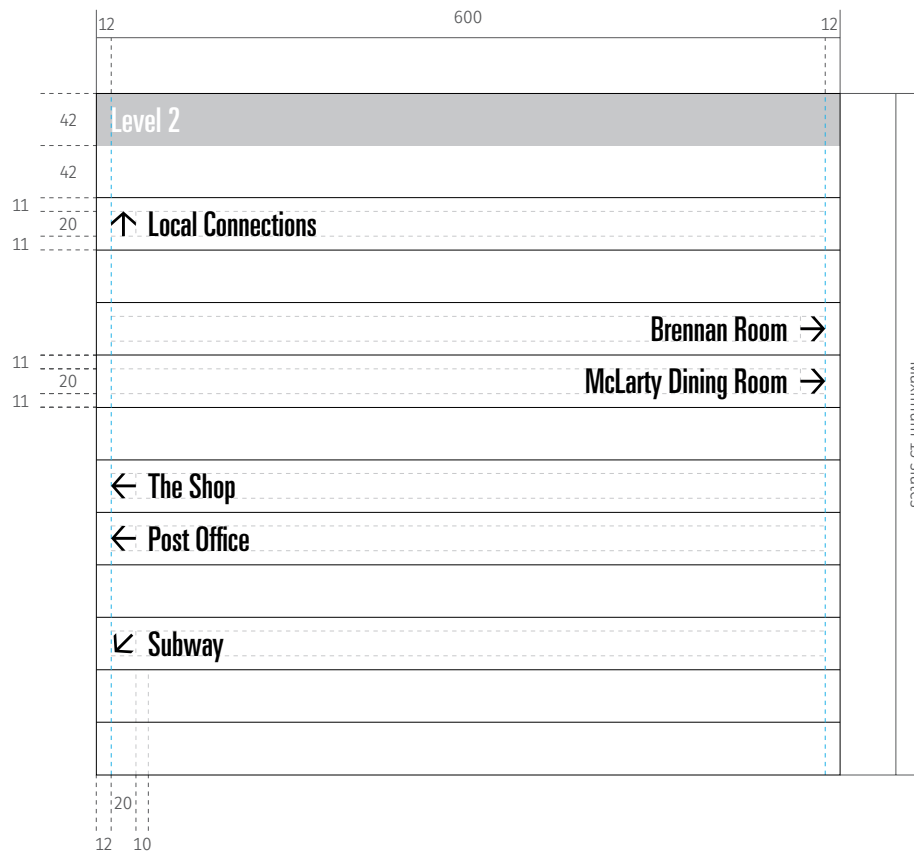 12 600 12
42
Level 2
42
11
20
11
Local Connections
Brennan Room
11
20
11
McLarty Dining Room
The Shop
Post Office
Subway
20
12 10